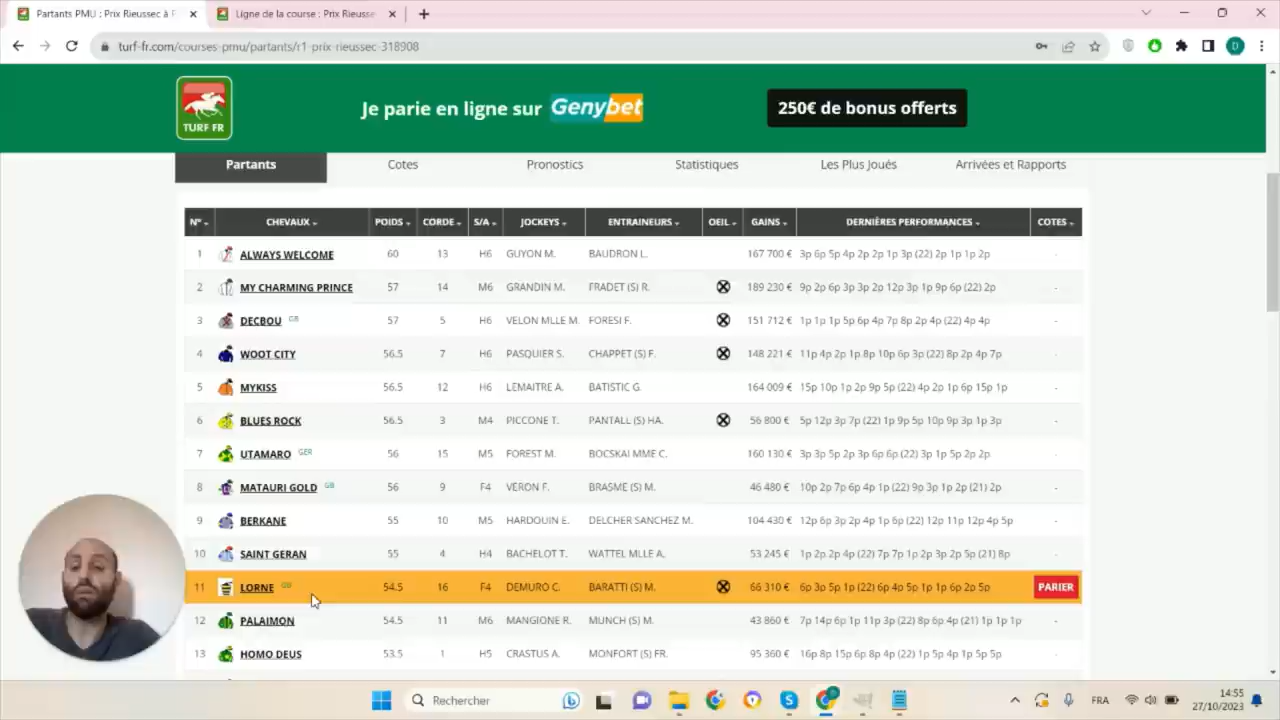 Partants PMU : Prix Rieussec à P
Ligne de la course : Prix Rieusse
turf-fr.com/courses-pmu/partants/r1-prix-rieussec-318908
D
TURF FR
Je parie en ligne sur Genybet
250€ de bonus offerts
Partants Cotes Pronostics Statistiques Les Plus Joués Arrivées et Rapports
N° CHEVAUX POIDS CORDE S/A JOCKEYS ENTRAINEURS OEIL GAINS DERNIÈRES PERFORMANCES COTES
1 ALWAYS WELCOME 60 13 H6 GUYON M. BAUDRON L. 167 700 € 3p 6p 5p 4p 2p 2p 1p 3p (22) 2p 1p 1p 2p -
2 MY CHARMING PRINCE 57 14 M6 GRANDIN M. FRADET (S) R. 189 230 € 9p 2p 6p 3p 3p 2p 12p 3p 1p 9p 6p (22) 2p -
3 DECBOU GB 57 5 H6 VELON MLLE M. FORESI F. 151 712 € 1p 1p 1p 5p 6p 4p 7p 8p 2p 4p (22) 4p 4p -
4 WOOT CITY 56.5 7 H6 PASQUIER S. CHAPPET (S) F. 148 221 € 11p 4p 2p 1p 8p 10p 6p 3p (22) 8p 2p 4p 7p -
5 MYKISS 56.5 12 H6 LEMAITRE A. BATISTIC G. 164 009 € 15p 10p 1p 2p 9p 5p (22) 4p 2p 1p 6p 15p 1p -
6 BLUES ROCK 56.5 3 M4 PICCONE T. PANTALL (S) HA. 56 800 € 5p 12p 3p 7p (22) 1p 9p 5p 10p 9p 3p 1p 3p -
7 UTAMARO GER 56 15 M5 FOREST M. BOCSKAI MME C. 160 130 € 3p 3p 5p 2p 3p 6p 6p (22) 3p 1p 5p 2p 2p -
8 MATAURI GOLD GB 56 9 F4 VERON F. BRASME (S) M. 46 480 € 10p 2p 7p 6p 4p 1p (22) 9p 3p 1p 2p (21) 2p -
9 BERKANE 55 10 M5 HARDOUIN E. DELCHER SANCHEZ M. 104 430 € 12p 6p 3p 2p 4p 1p 6p (22) 12p 11p 12p 4p 5p -
10 SAINT GERAN 55 4 H4 BACHELOT T. WATTEL MLLE A. 53 245 € 1p 2p 2p 4p (22) 7p 7p 1p 2p 3p 2p 5p (21) 8p -
11 LORNE GB 54.5 16 F4 DEMURO C. BARATTI (S) M. 66 310 € 6p 3p 5p 1p (22) 6p 4p 5p 1p 1p 6p 2p 5p PARIER
12 PALAIMON 54.5 11 M6 MANGIONE R. MUNCH (S) M. 43 860 € 7p 14p 6p 1p 11p 3p (22) 8p 6p 4p (21) 1p 1p 1p -
13 HOMO DEUS 53.5 1 H5 CRASTUS A. MONFORT (S) FR. 95 360 € 16p 8p 15p 6p 8p 4p (22) 1p 5p 4p 1p 5p 5p -
Rechercher
FRA
14:55
27/10/2023